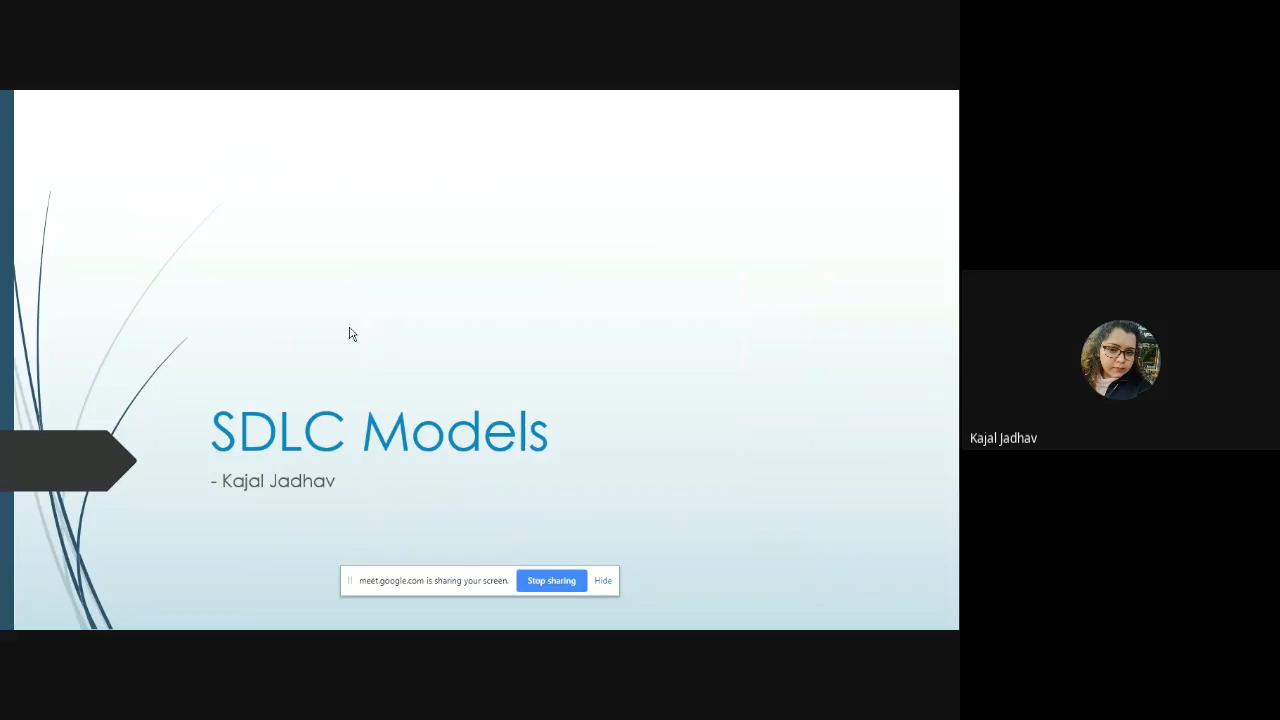 SDLC Models
- Kajal Jadhav
meet.google.com is sharing your screen. Stop sharing Hide
Kajal Jadhav